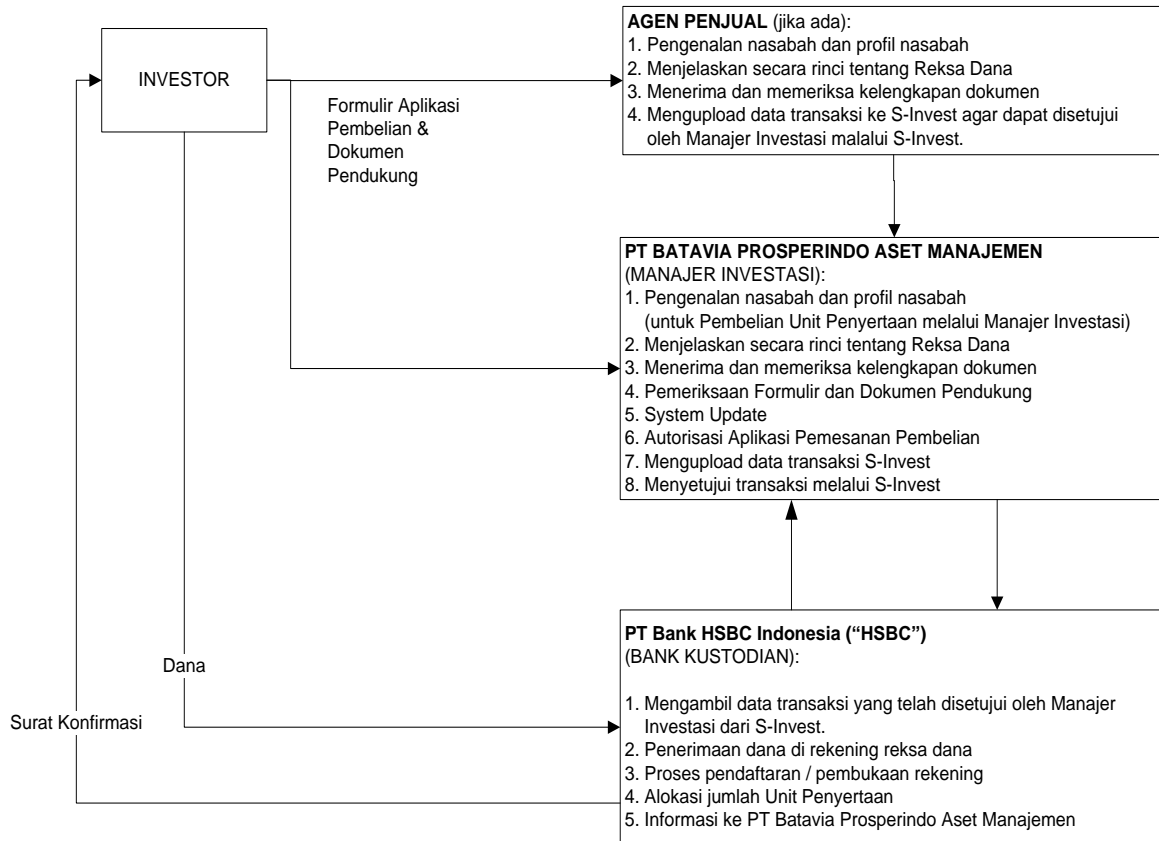 INVESTOR
Formulir Aplikasi
Pembelian &
Dokumen
Pendukung
AGEN PENJUAL (jika ada):
1. Pengenalan nasabah dan profil nasabah
2. Menjelaskan secara rinci tentang Reksa Dana
3. Menerima dan memeriksa kelengkapan dokumen
4. Mengupload data transaksi ke S-Invest agar dapat disetujui
oleh Manajer Investasi malalui S-Invest.
PT BATAVIA PROSPERINDO ASET MANAJEMEN
(MANAJER INVESTASI):
1. Pengenalan nasabah dan profil nasabah
(untuk Pembelian Unit Penyertaan melalui Manajer Investasi)
2. Menjelaskan secara rinci tentang Reksa Dana
3. Menerima dan memeriksa kelengkapan dokumen
4. Pemeriksaan Formulir dan Dokumen Pendukung
5. System Update
6. Autorisasi Aplikasi Pemesanan Pembelian
7. Mengupload data transaksi S-Invest
8. Menyetujui transaksi melalui S-Invest
Dana
Surat Konfirmasi
PT Bank HSBC Indonesia (“HSBC”)
(BANK KUSTODIAN):
1. Mengambil data transaksi yang telah disetujui oleh Manajer
Investasi dari S-Invest.
2. Penerimaan dana di rekening reksa dana
3. Proses pendaftaran / pembukaan rekening
4. Alokasi jumlah Unit Penyertaan
5. Informasi ke PT Batavia Prosperindo Aset Manajemen